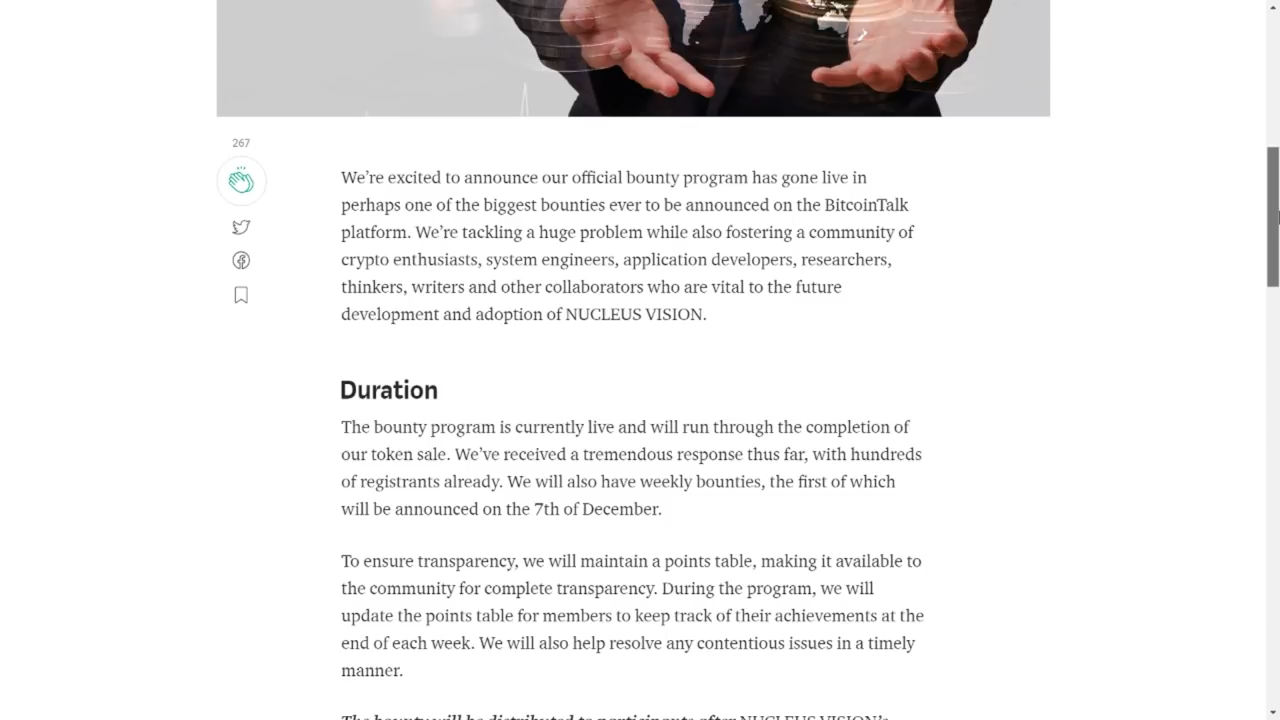 267
We’re excited to announce our official bounty program has gone live in
perhaps one of the biggest bounties ever to be announced on the BitcoinTalk
platform. We’re tackling a huge problem while also fostering a community of
crypto enthusiasts, system engineers, application developers, researchers,
thinkers, writers and other collaborators who are vital to the future
development and adoption of NUCLEUS VISION.
Duration
The bounty program is currently live and will run through the completion of
our token sale. We’ve received a tremendous response thus far, with hundreds
of registrants already. We will also have weekly bounties, the first of which
will be announced on the 7th of December.
To ensure transparency, we will maintain a points table, making it available to
the community for complete transparency. During the program, we will
update the points table for members to keep track of their achievements at the
end of each week. We will also help resolve any contentious issues in a timely
manner.
The bounty will be distributed to participants after NUCLEUS VISION’s